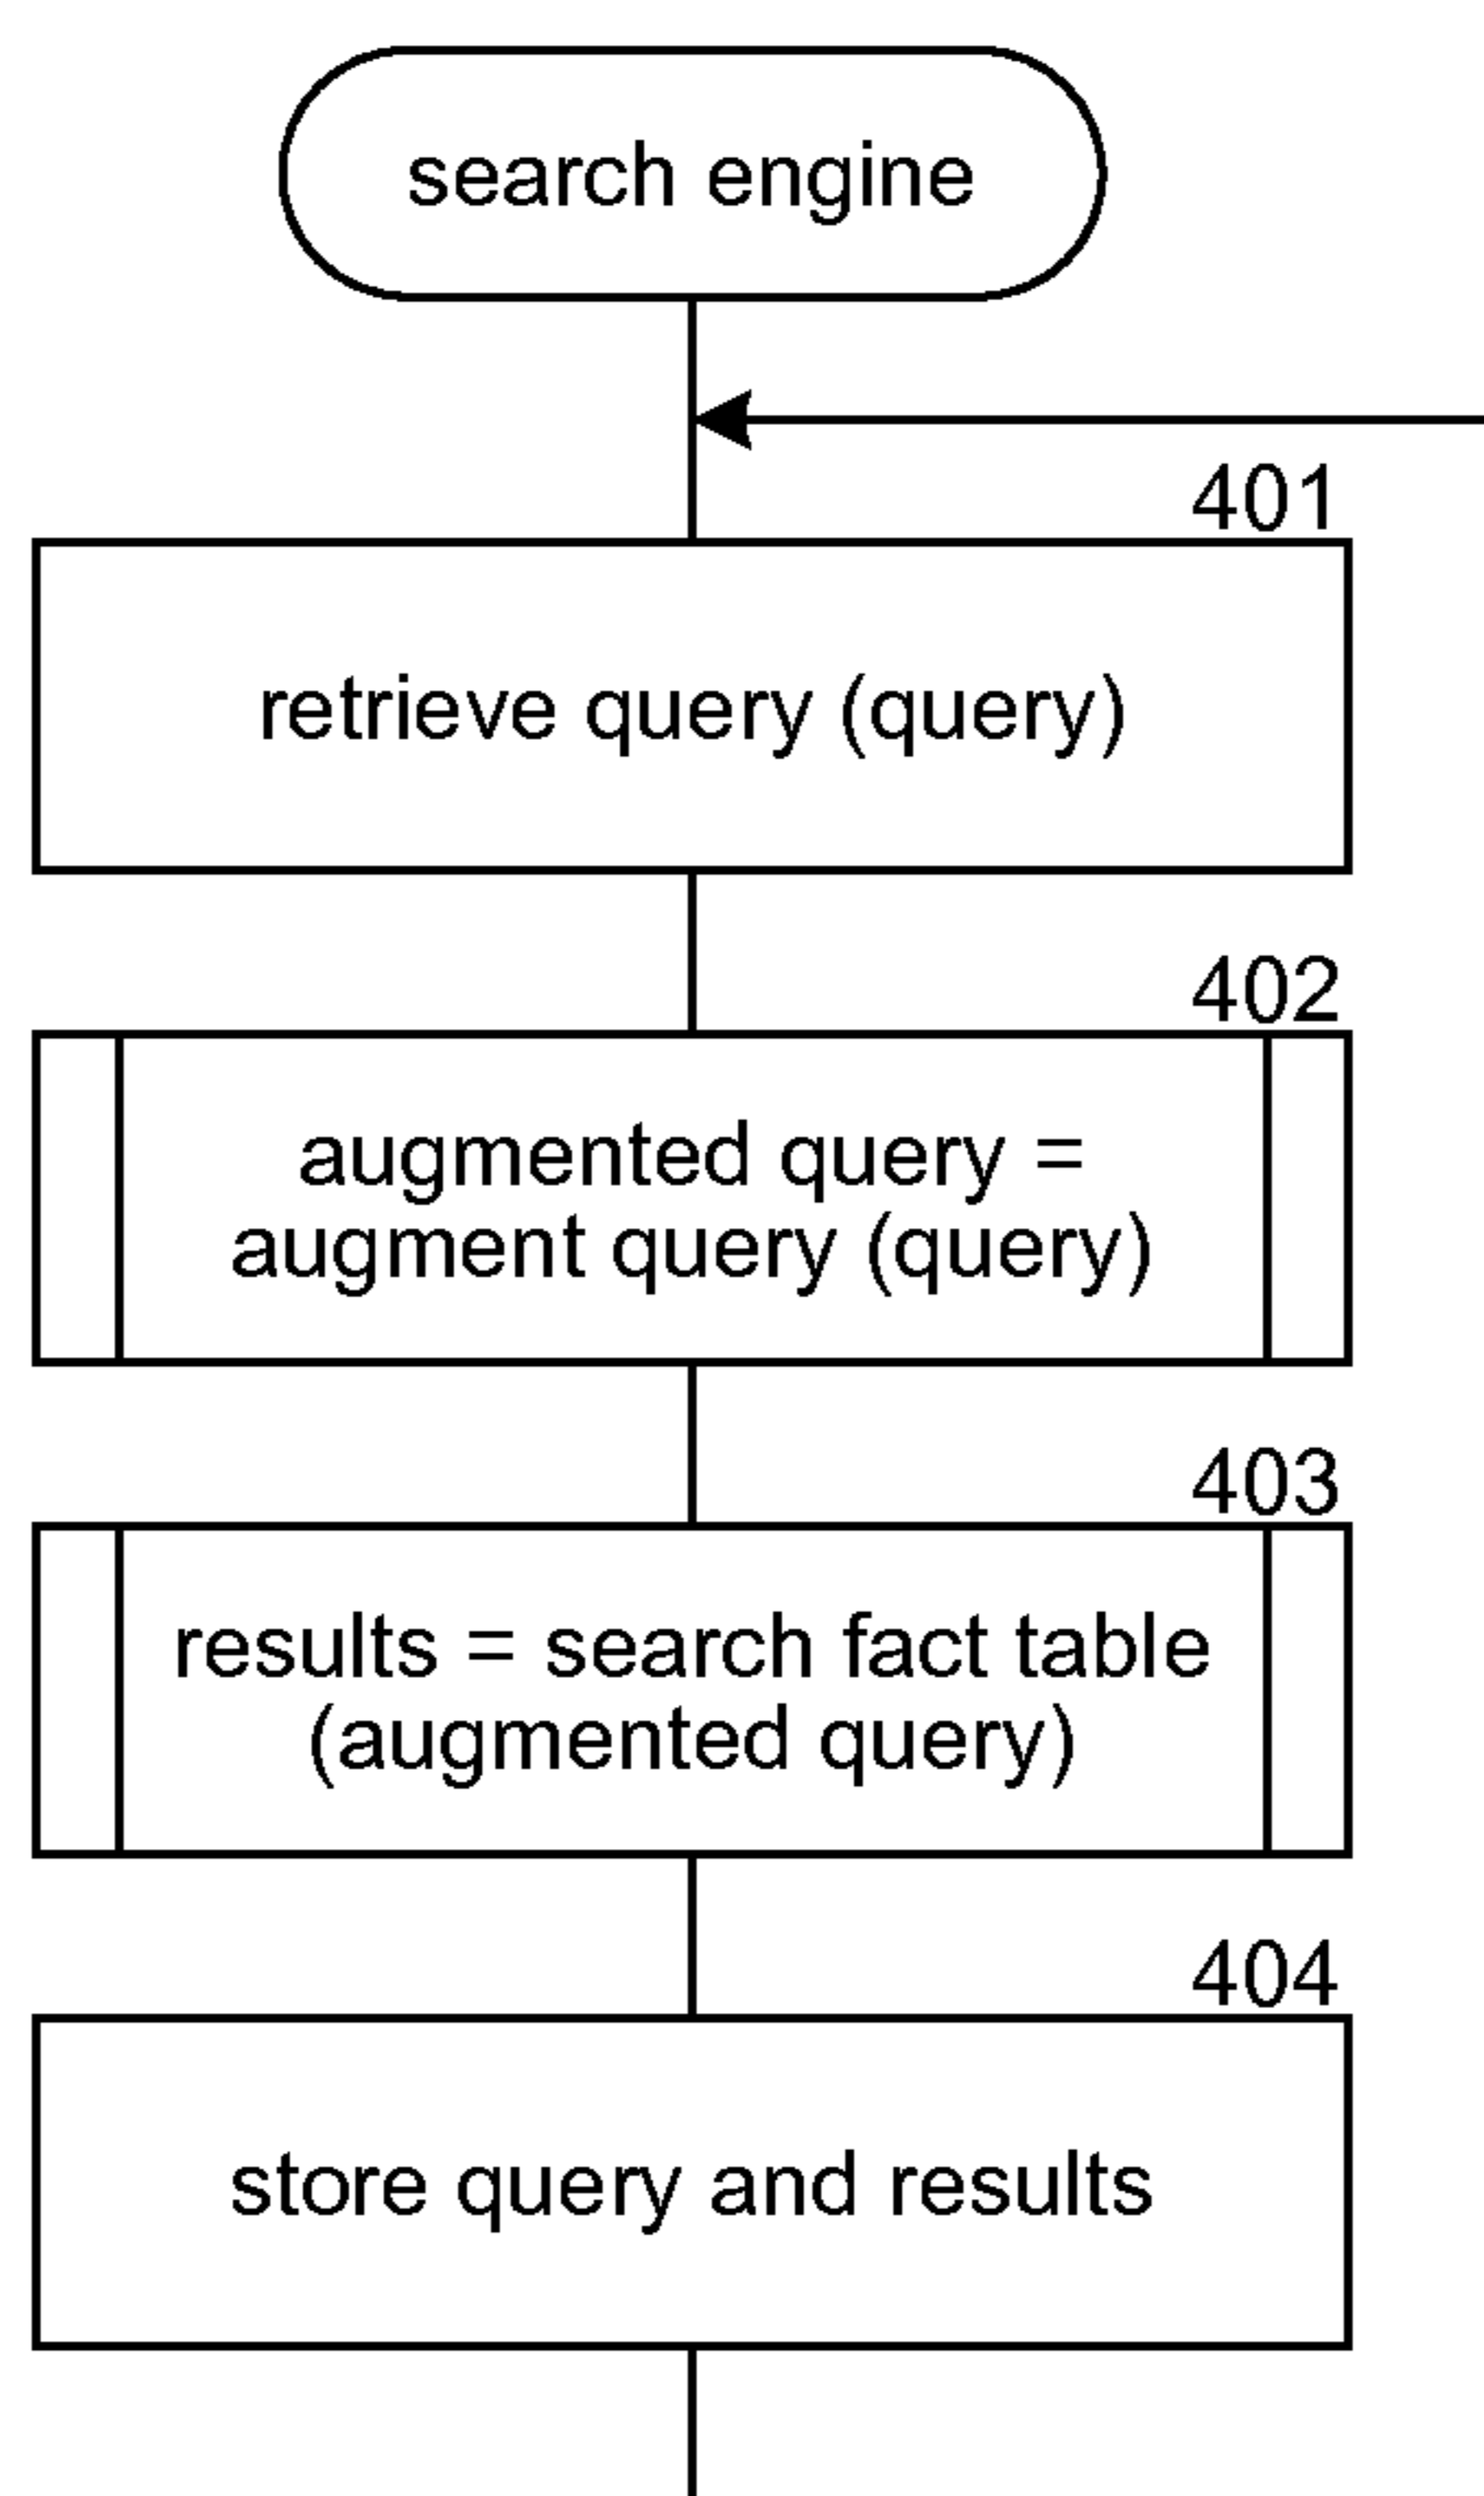 search engine
401
retrieve query (query)
402
augmented query =
augment query (query)
403
results = search fact table
(augmented query)
404
store query and results